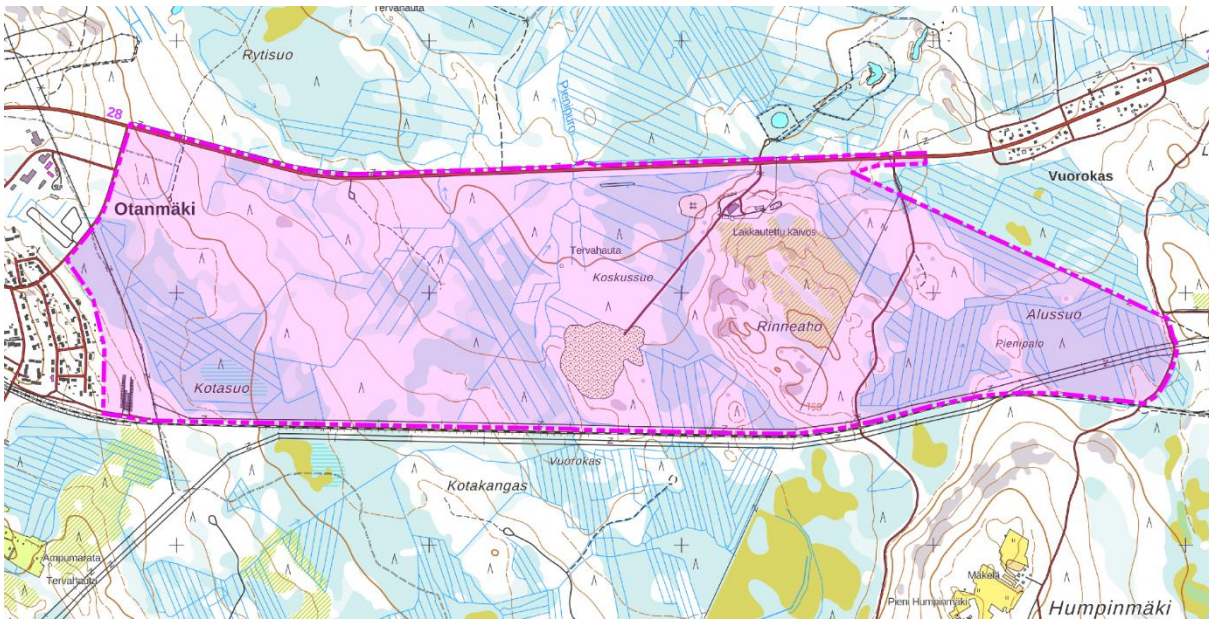 Tervahauta
Rytisuo
Pienipuro
28
Vuorokas
Otanmäki
Lakkautettu kaivos
Tervahauta
Koskussuo
Rinneaho
Alussuo
Pienipalo
Kotasuo
159
Vuorokas
Kotakangas
Ampumarata
Tervahauta
Mäkelä
Pieni Humpinmäki
Humpinmäki